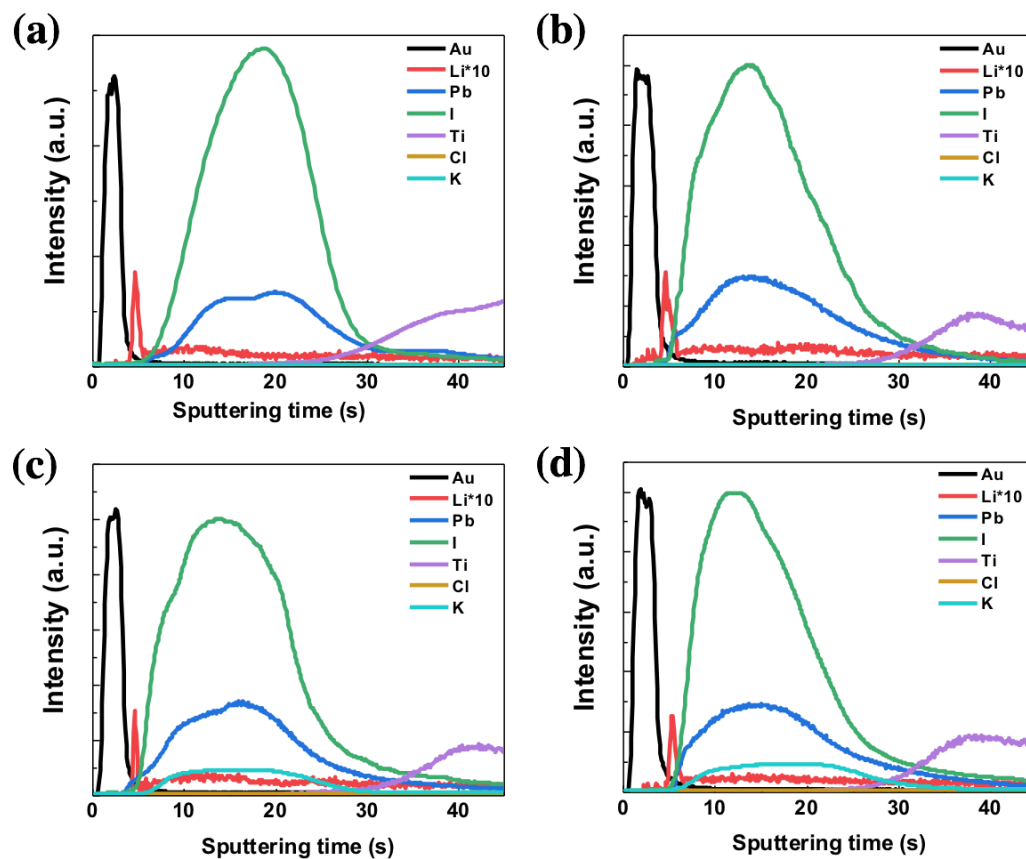 (a)
Au
Li*10
Pb
I
Ti
Cl
K
Intensity (a.u.)
0
10
20
30
40
Sputtering time (s)
(b)
Au
Li*10
Pb
I
Ti
Cl
K
Intensity (a.u.)
0
10
20
30
40
Sputtering time (s)
(c)
Au
Li*10
Pb
I
Ti
Cl
K
Intensity (a.u.)
0
10
20
30
40
Sputtering time (s)
(d)
Au
Li*10
Pb
I
Ti
Cl
K
Intensity (a.u.)
0
10
20
30
40
Sputtering time (s)